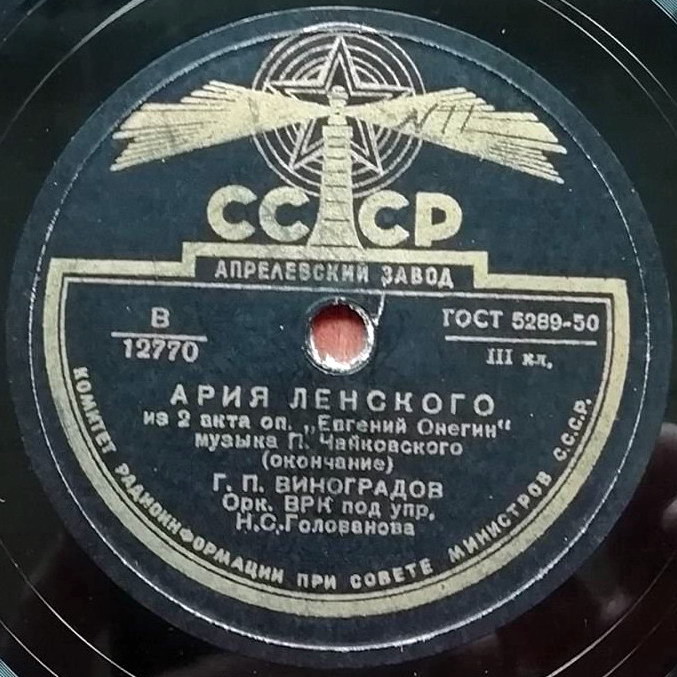 СССР
АПРЕЛЕВСКИЙ ЗАВОД
В
12770
ГОСТ 5289-50
III кл.
АРИЯ ЛЕНСКОГО
из 2 акта оп. „Евгений Онегин"
музыка П. Чайковского
(окончание)
Г. П. ВИНОГРАДОВ
Орк. ВРК под упр.
Н.С.Голованова
КОМИТЕТ РАДИОИНФОРМАЦИИ ПРИ СОВЕТЕ МИНИСТРОВ С.С.С.Р.